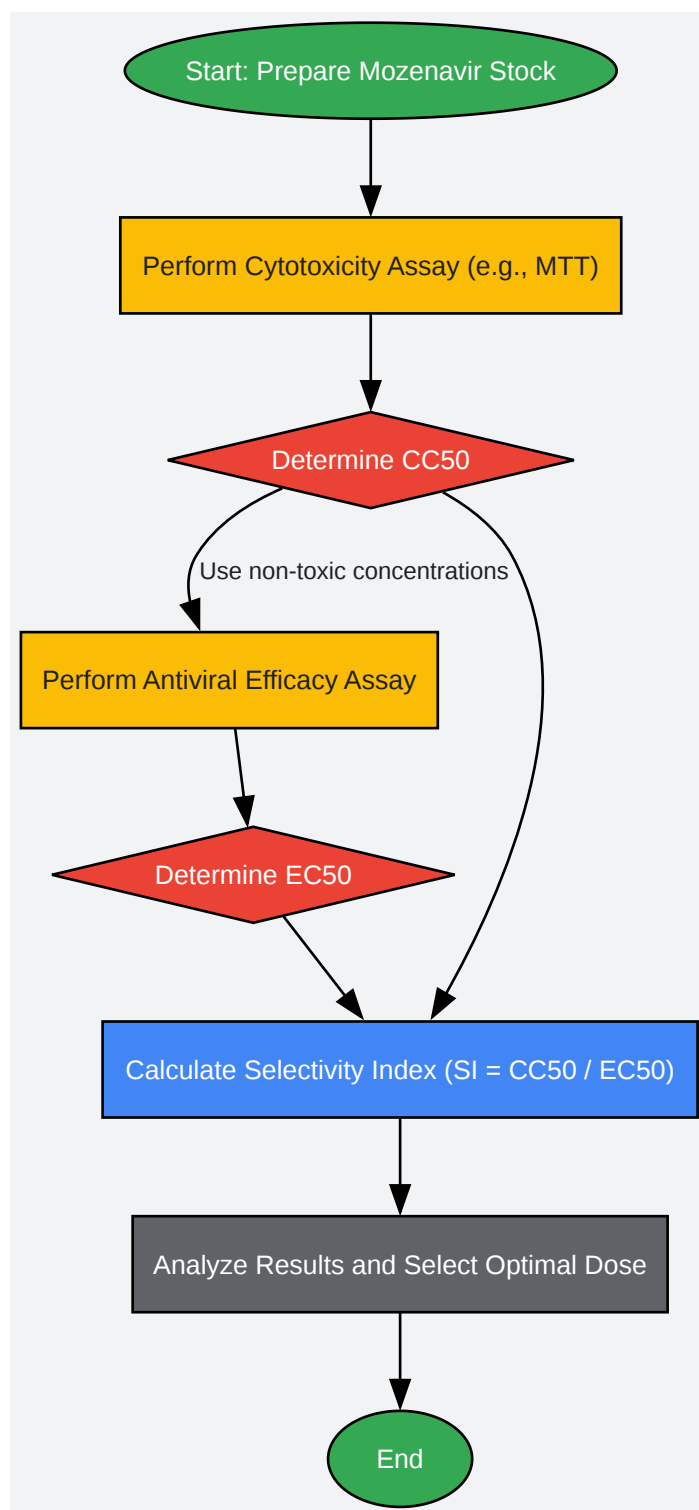 Start: Prepare Mozenavir Stock
Perform Cytotoxicity Assay (e.g., MTT)
Determine CC50
Use non-toxic concentrations
Perform Antiviral Efficacy Assay
Determine EC50
Calculate Selectivity Index (SI = CC50 / EC50)
Analyze Results and Select Optimal Dose
End